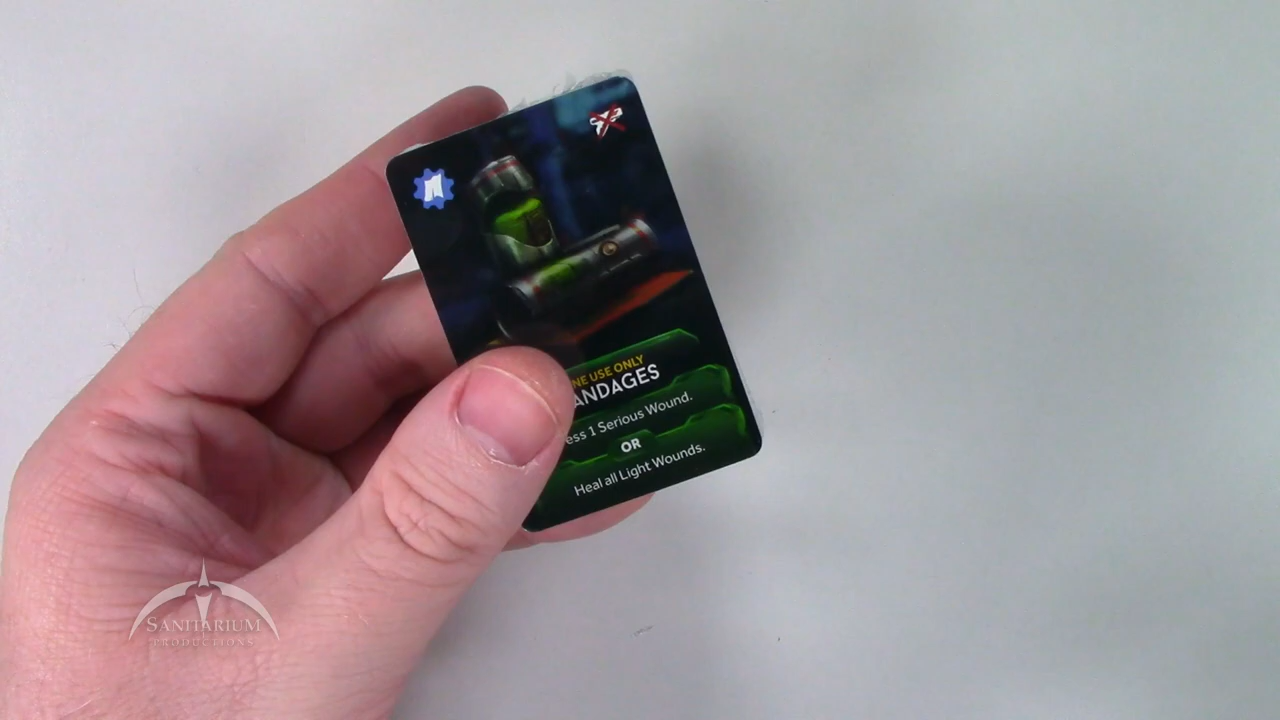 NE USE ONLY
ANDAGES
ess 1 Serious Wound.
OR
Heal all Light Wounds.
SANITARIUM
PRODUCTIONS